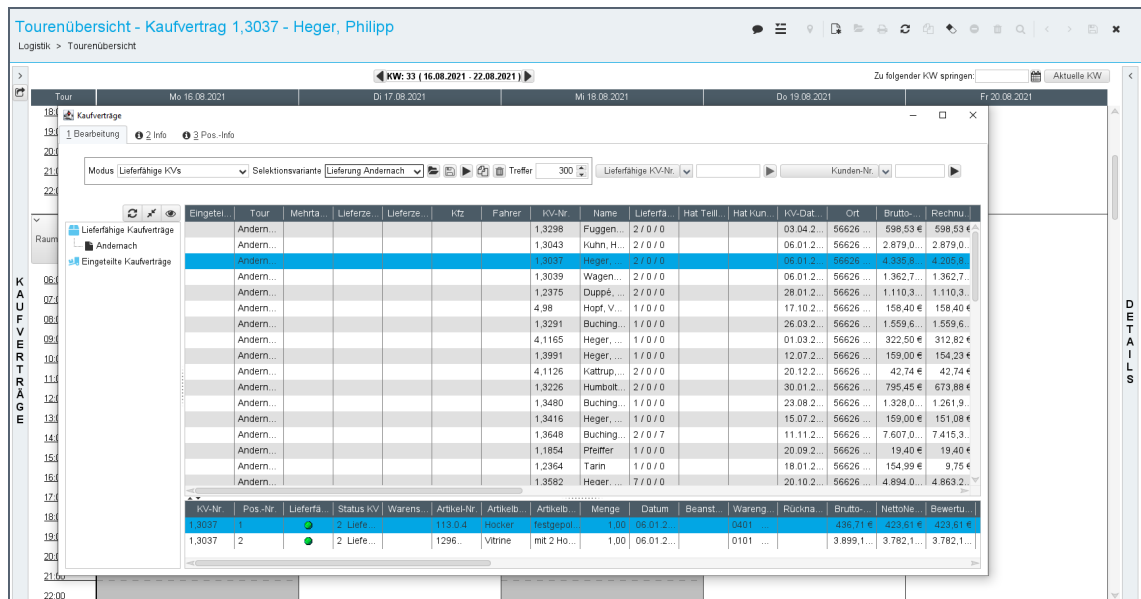 Tourenübersicht - Kaufvertrag 1,3037 - Heger, Philipp
Logistik > Tourenübersicht
KW: 33 ( 16.08.2021 - 22.08.2021 )
Zu folgender KW springen:
Aktuelle KW
Tour Mo 16.08.2021 Di 17.08.2021 Mi 18.08.2021 Do 19.08.2021 Fr 20.08.2021
Kaufverträge
1 Bearbeitung 2 Info 3 Pos.-Info
Modus Lieferfähige KVs Selektionsvariante Lieferung Andernach Treffer 300 Lieferfähige KV-Nr. Kunden-Nr.
Lieferfähige Kaufverträge
Andernach
Eingeteilte Kaufverträge
Eingetei... Tour Mehrta... Lieferze... Lieferze... Kfz Fahrer KV-Nr. Name Lieferfä... Hat Teill... Hat Kun... KV-Dat... Ort Brutto-... Rechnu...
Andern... 1,3298 Fuggen... 2 / 0 / 0 03.04.2... 56626 ... 598,53 € 598,53 €
Andern... 1,3043 Kuhn, H... 2 / 0 / 0 06.01.2... 56626 ... 2.879,0... 2.879,0...
Andern... 1,3037 Heger, ... 2 / 0 / 0 06.01.2... 56626 ... 4.335,8... 4.205,8...
Andern... 1,3039 Wagen... 2 / 0 / 0 06.01.2... 56626 ... 1.362,7... 1.362,7...
Andern... 1,2375 Duppé, ... 2 / 0 / 0 28.01.2... 56626 ... 1.110,3... 1.110,3...
Andern... 4,98 Hopf, V... 1 / 0 / 0 17.10.2... 56626 ... 158,40 € 158,40 €
Andern... 1,3291 Buching... 2 / 0 / 0 26.03.2... 56626 ... 1.559,6... 1.559,6...
Andern... 4,1165 Heger, ... 1 / 0 / 0 01.03.2... 56626 ... 322,50 € 312,82 €
Andern... 1,3991 Heger, ... 1 / 0 / 0 12.07.2... 56626 ... 159,00 € 154,23 €
Andern... 4,1126 Kattrup,... 2 / 0 / 0 20.12.2... 56626 ... 42,74 € 42,74 €
Andern... 1,3226 Humbolt... 2 / 0 / 0 30.01.2... 56626 ... 795,45 € 673,88 €
Andern... 1,3480 Buching... 2 / 0 / 0 23.08.2... 56626 ... 1.328,0... 1.261,9...
Andern... 1,3416 Heger, ... 1 / 0 / 0 15.07.2... 56626 ... 159,00 € 151,08 €
Andern... 1,3648 Buching... 2 / 0 / 7 11.11.2... 56626 ... 7.607,0... 7.415,3...
Andern... 1,1854 Pfeiffer 1 / 0 / 0 20.09.2... 56626 ... 19,40 € 19,40 €
Andern... 1,2364 Tarin 1 / 0 / 0 18.01.2... 56626 ... 154,99 € 9,75 €
Andern... 1,3582 Heger, ... 7 / 0 / 0 20.10.2... 56626 ... 4.894,0... 4.863,2...
KV-Nr. Pos.-Nr. Lieferfä... Status KV Warens... Artikel-Nr. Artikelb... Artikelb... Menge Datum Beanst... Wareng... Rückna... Brutto-... NettoNe... Bewertu...
1,3037 1 2 Liefe... 113.0.4 Hocker festgepol... 1,00 06.01.2... 0401 ... 436,71 € 423,61 € 423,61 €
1,3037 2 2 Liefe... 1296.. Vitrine mit 2 Ho... 1,00 06.01.2... 0101 ... 3.899,1... 3.782,1... 3.782,1...
21:00
22:00
KAUFVERTRÄGE
DETAILS